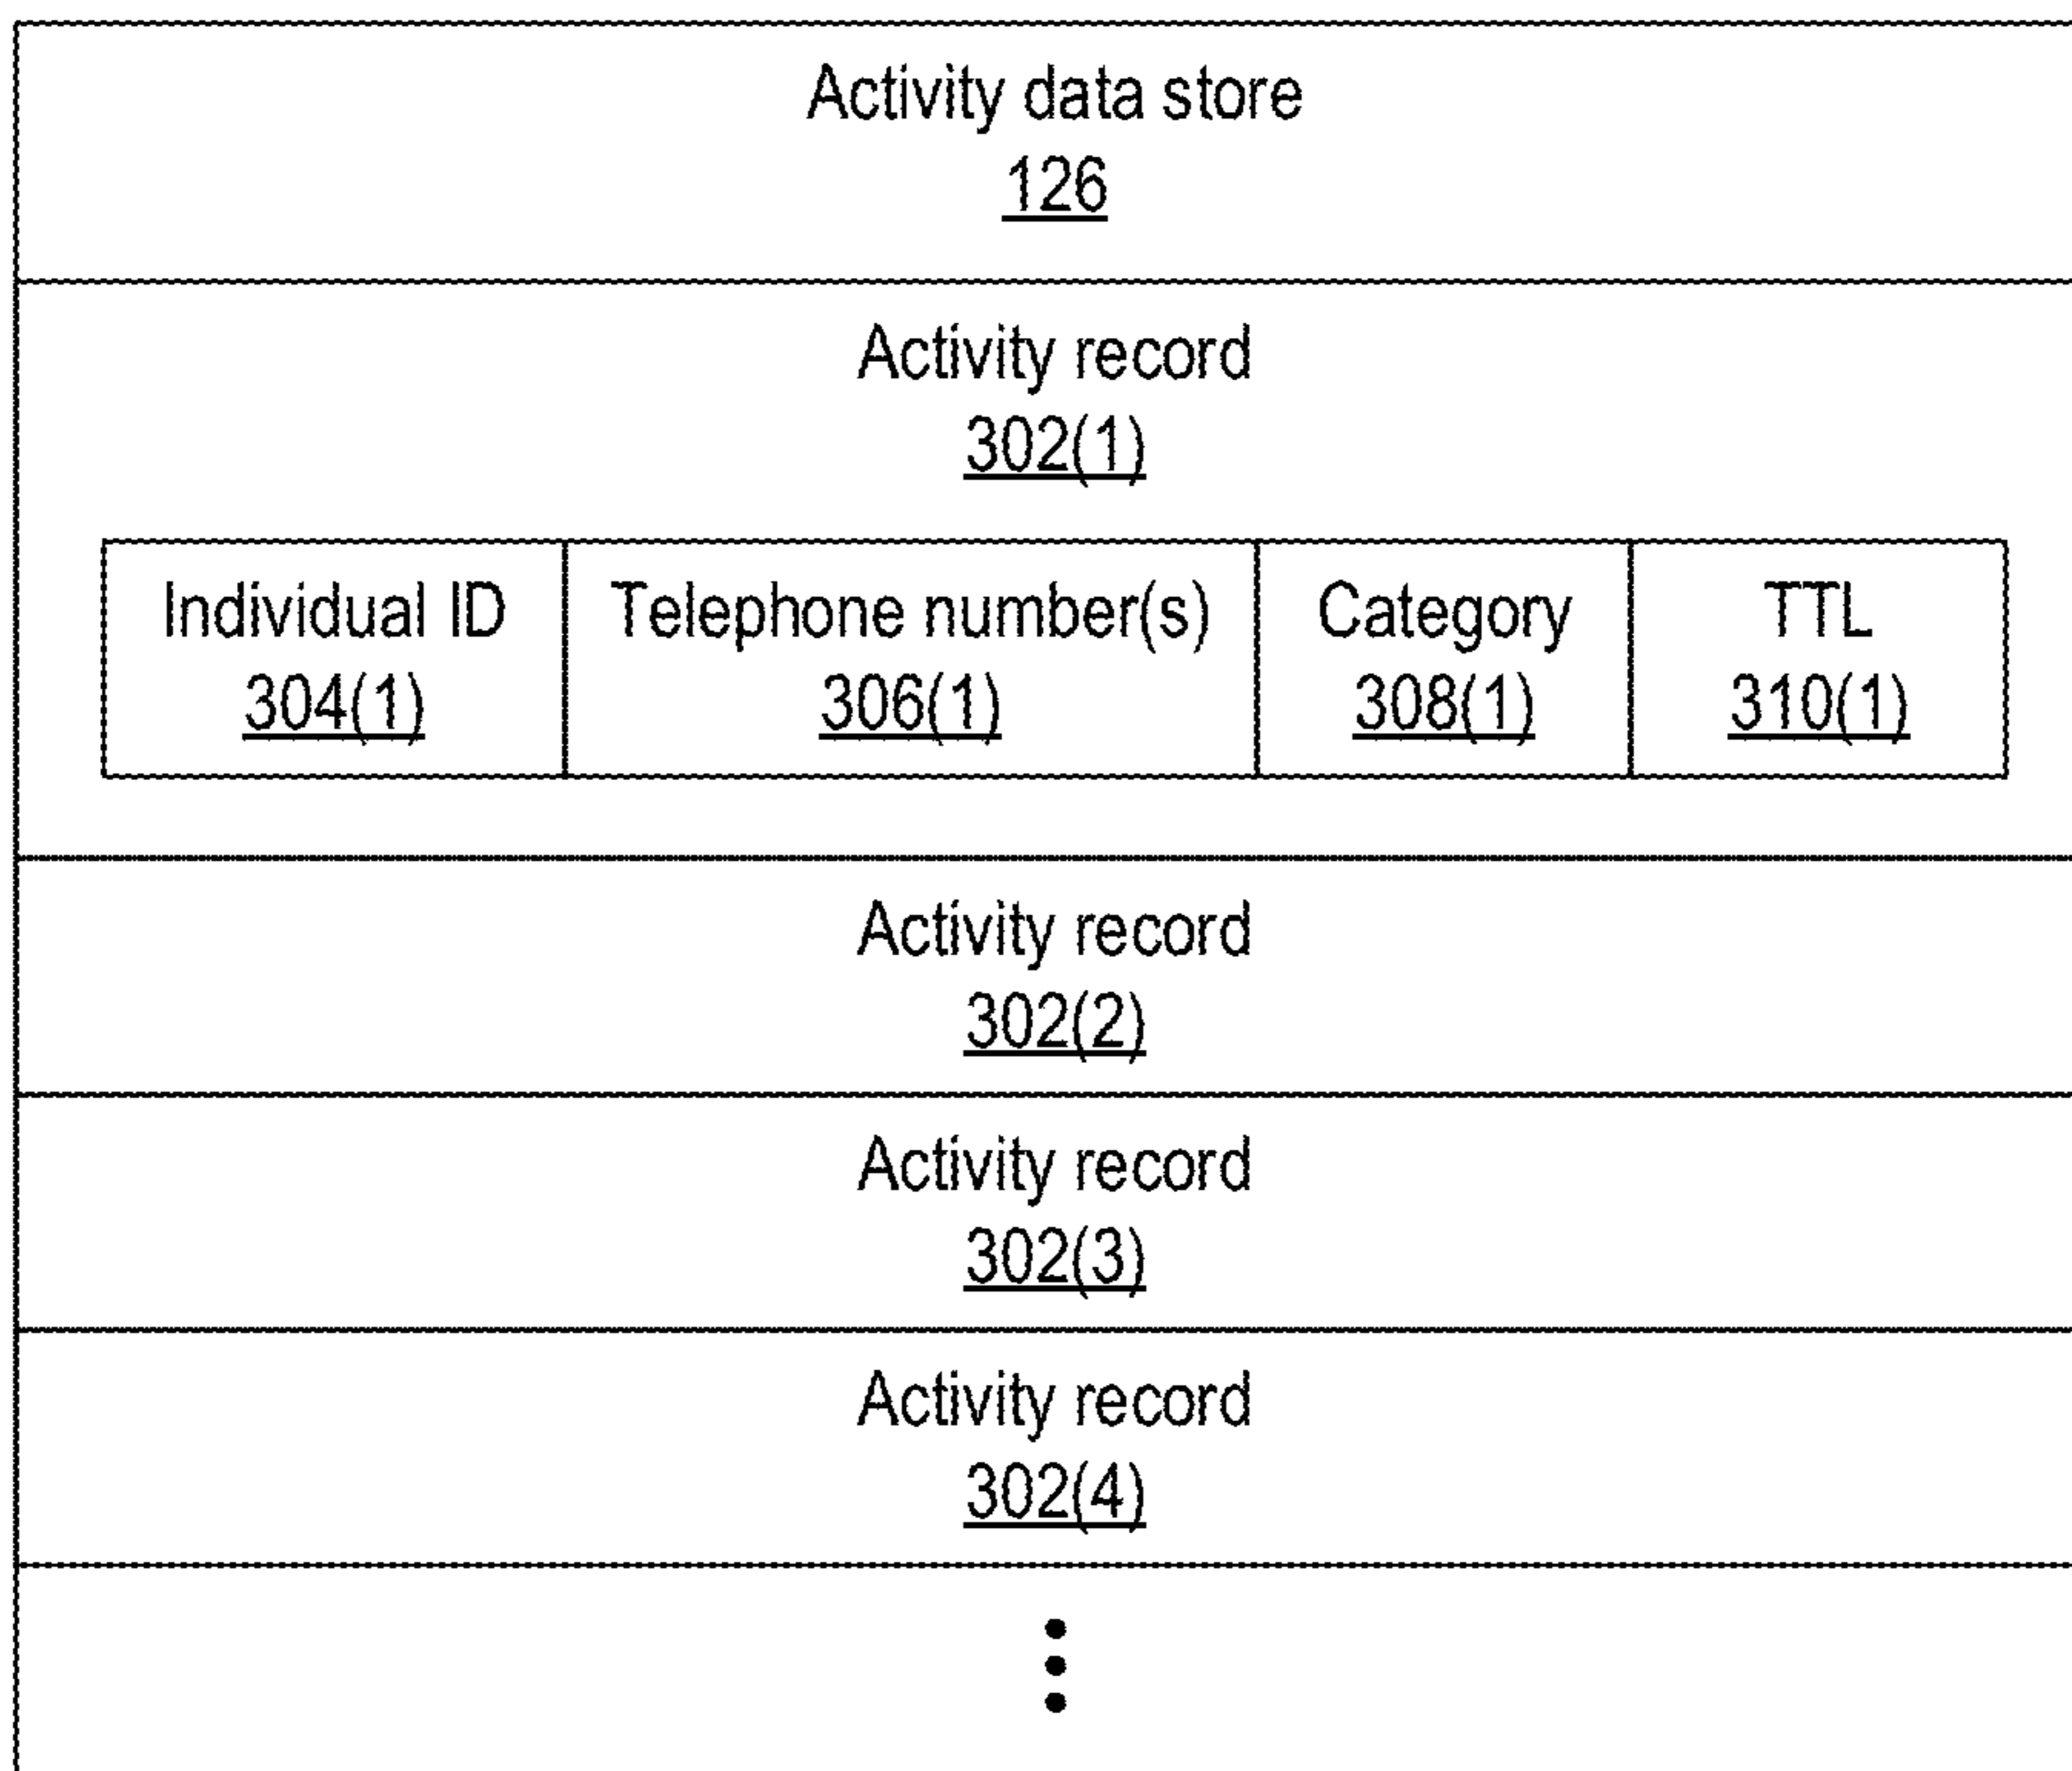 Activity data store
126
Activity record
302(1)
Individual ID
304(1)
Telephone number(s)
306(1)
Category
308(1)
TTL
310(1)
Activity record
302(2)
Activity record
302(3)
Activity record
302(4)